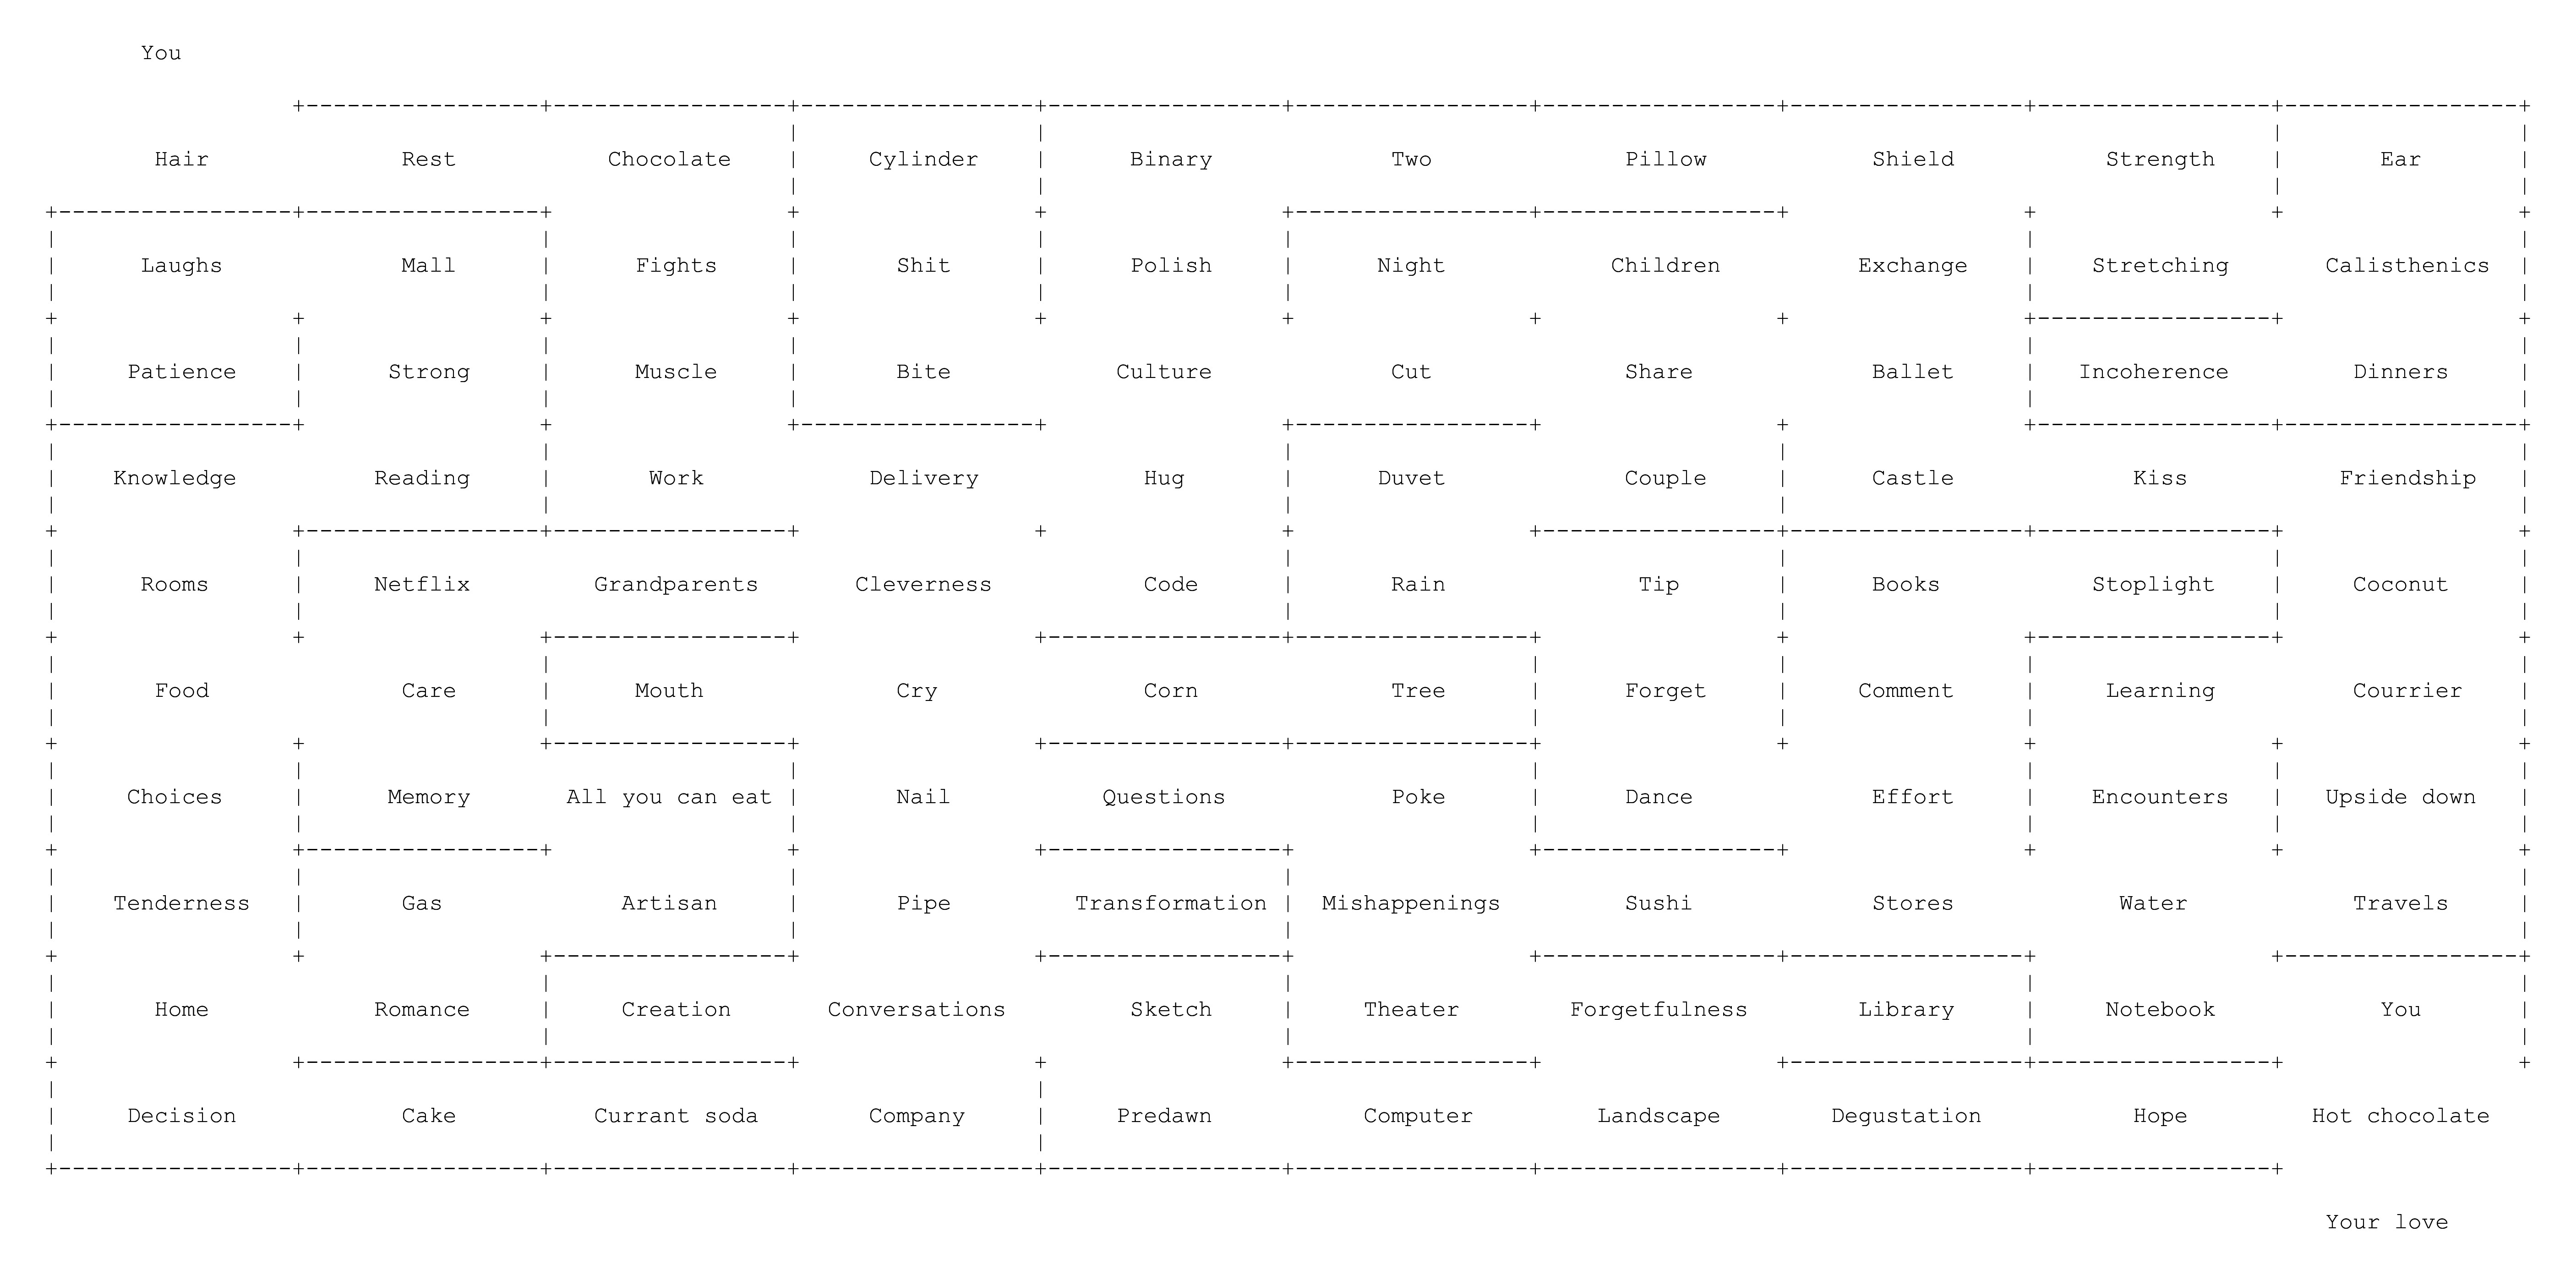 You
Hair Rest Chocolate Cylinder Binary Two Pillow Shield Strength Ear
Laughs Mall Fights Shit Polish Night Children Exchange Stretching Calisthenics
Patience Strong Muscle Bite Culture Cut Share Ballet Incoherence Dinners
Knowledge Reading Work Delivery Hug Duvet Couple Castle Kiss Friendship
Rooms Netflix Grandparents Cleverness Code Rain Tip Books Stoplight Coconut
Food Care Mouth Cry Corn Tree Forget Comment Learning Courrier
Choices Memory All you can eat Nail Questions Poke Dance Effort Encounters Upside down
Tenderness Gas Artisan Pipe Transformation Mishappenings Sushi Stores Water Travels
Home Romance Creation Conversations Sketch Theater Forgetfulness Library Notebook You
Decision Cake Currant soda Company Predawn Computer Landscape Degustation Hope Hot chocolate
Your love